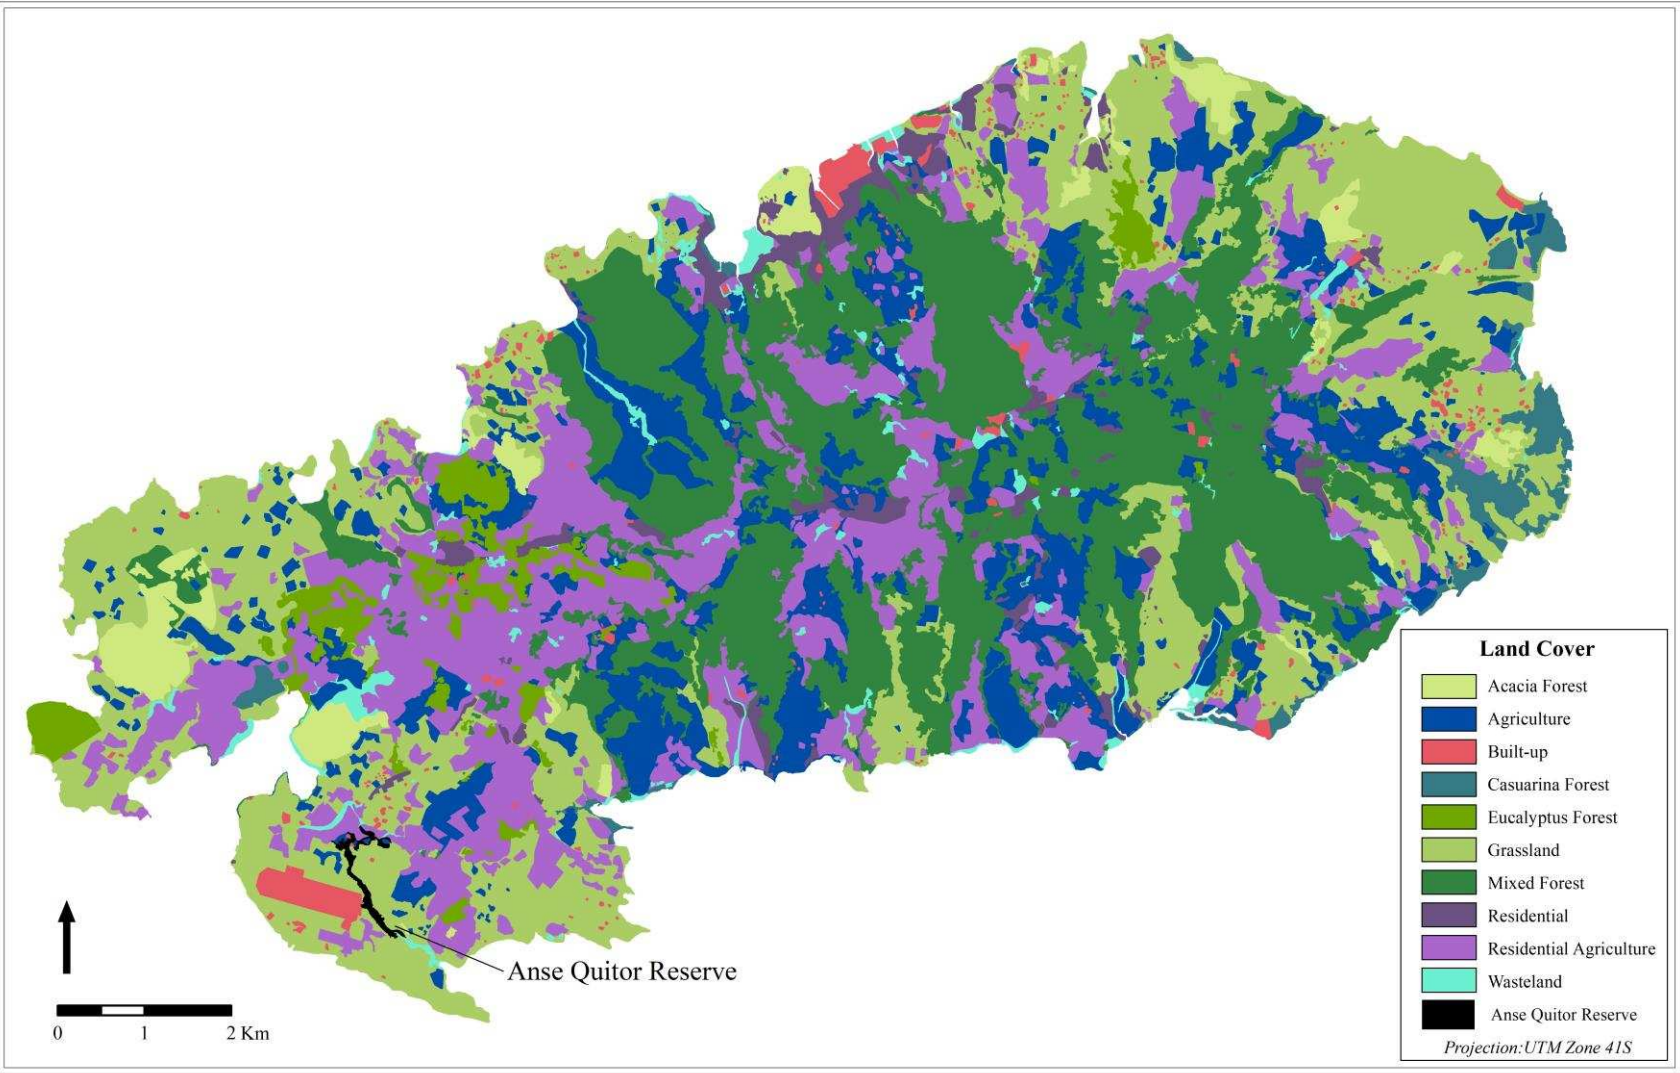 Anse Quitor Reserve
0 1 2 Km
Land Cover
Acacia Forest
Agriculture
Built-up
Casuarina Forest
Eucalyptus Forest
Grassland
Mixed Forest
Residential
Residential Agriculture
Wasteland
Anse Quitor Reserve
Projection:UTM Zone 41S